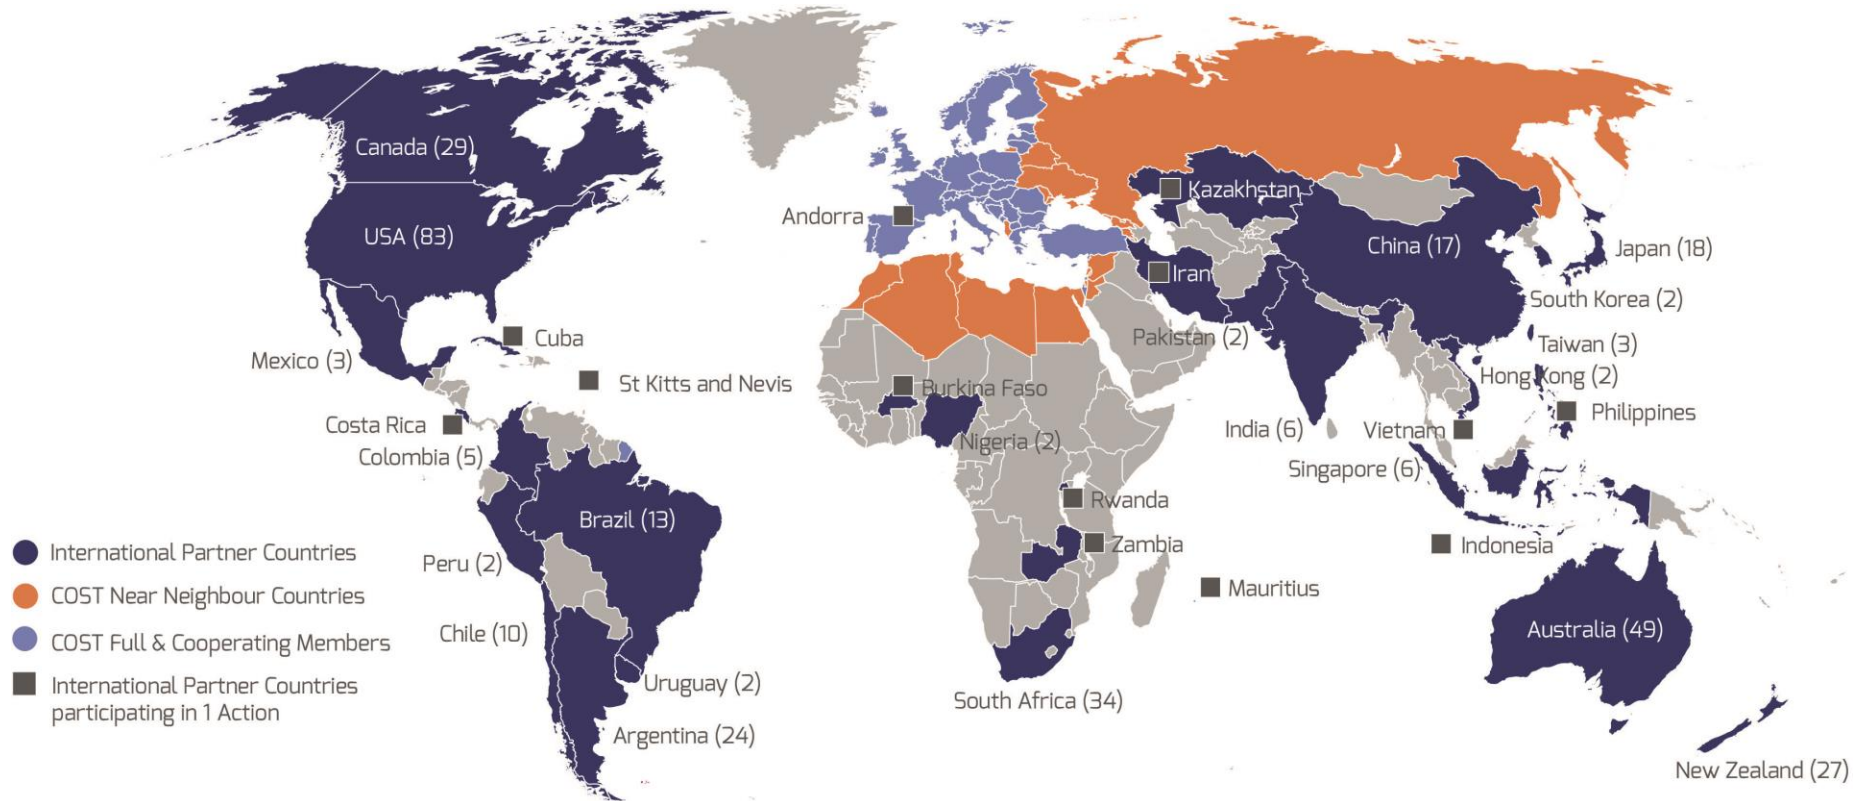 Canada (29)
USA (83)
Mexico (3)
Cuba
St Kitts and Nevis
Costa Rica
Colombia (5)
Brazil (13)
Peru (2)
Chile (10)
Uruguay (2)
Argentina (24)
Andorra
Kazakhstan
Iran
China (17)
Japan (18)
South Korea (2)
Pakistan (2)
Taiwan (3)
Hong Kong (2)
Philippines
India (6)
Vietnam
Singapore (6)
Indonesia
Burkina Faso
Nigeria (2)
Rwanda
Zambia
Mauritius
South Africa (34)
Australia (49)
New Zealand (27)
International Partner Countries
COST Near Neighbour Countries
COST Full & Cooperating Members
International Partner Countries
participating in 1 Action